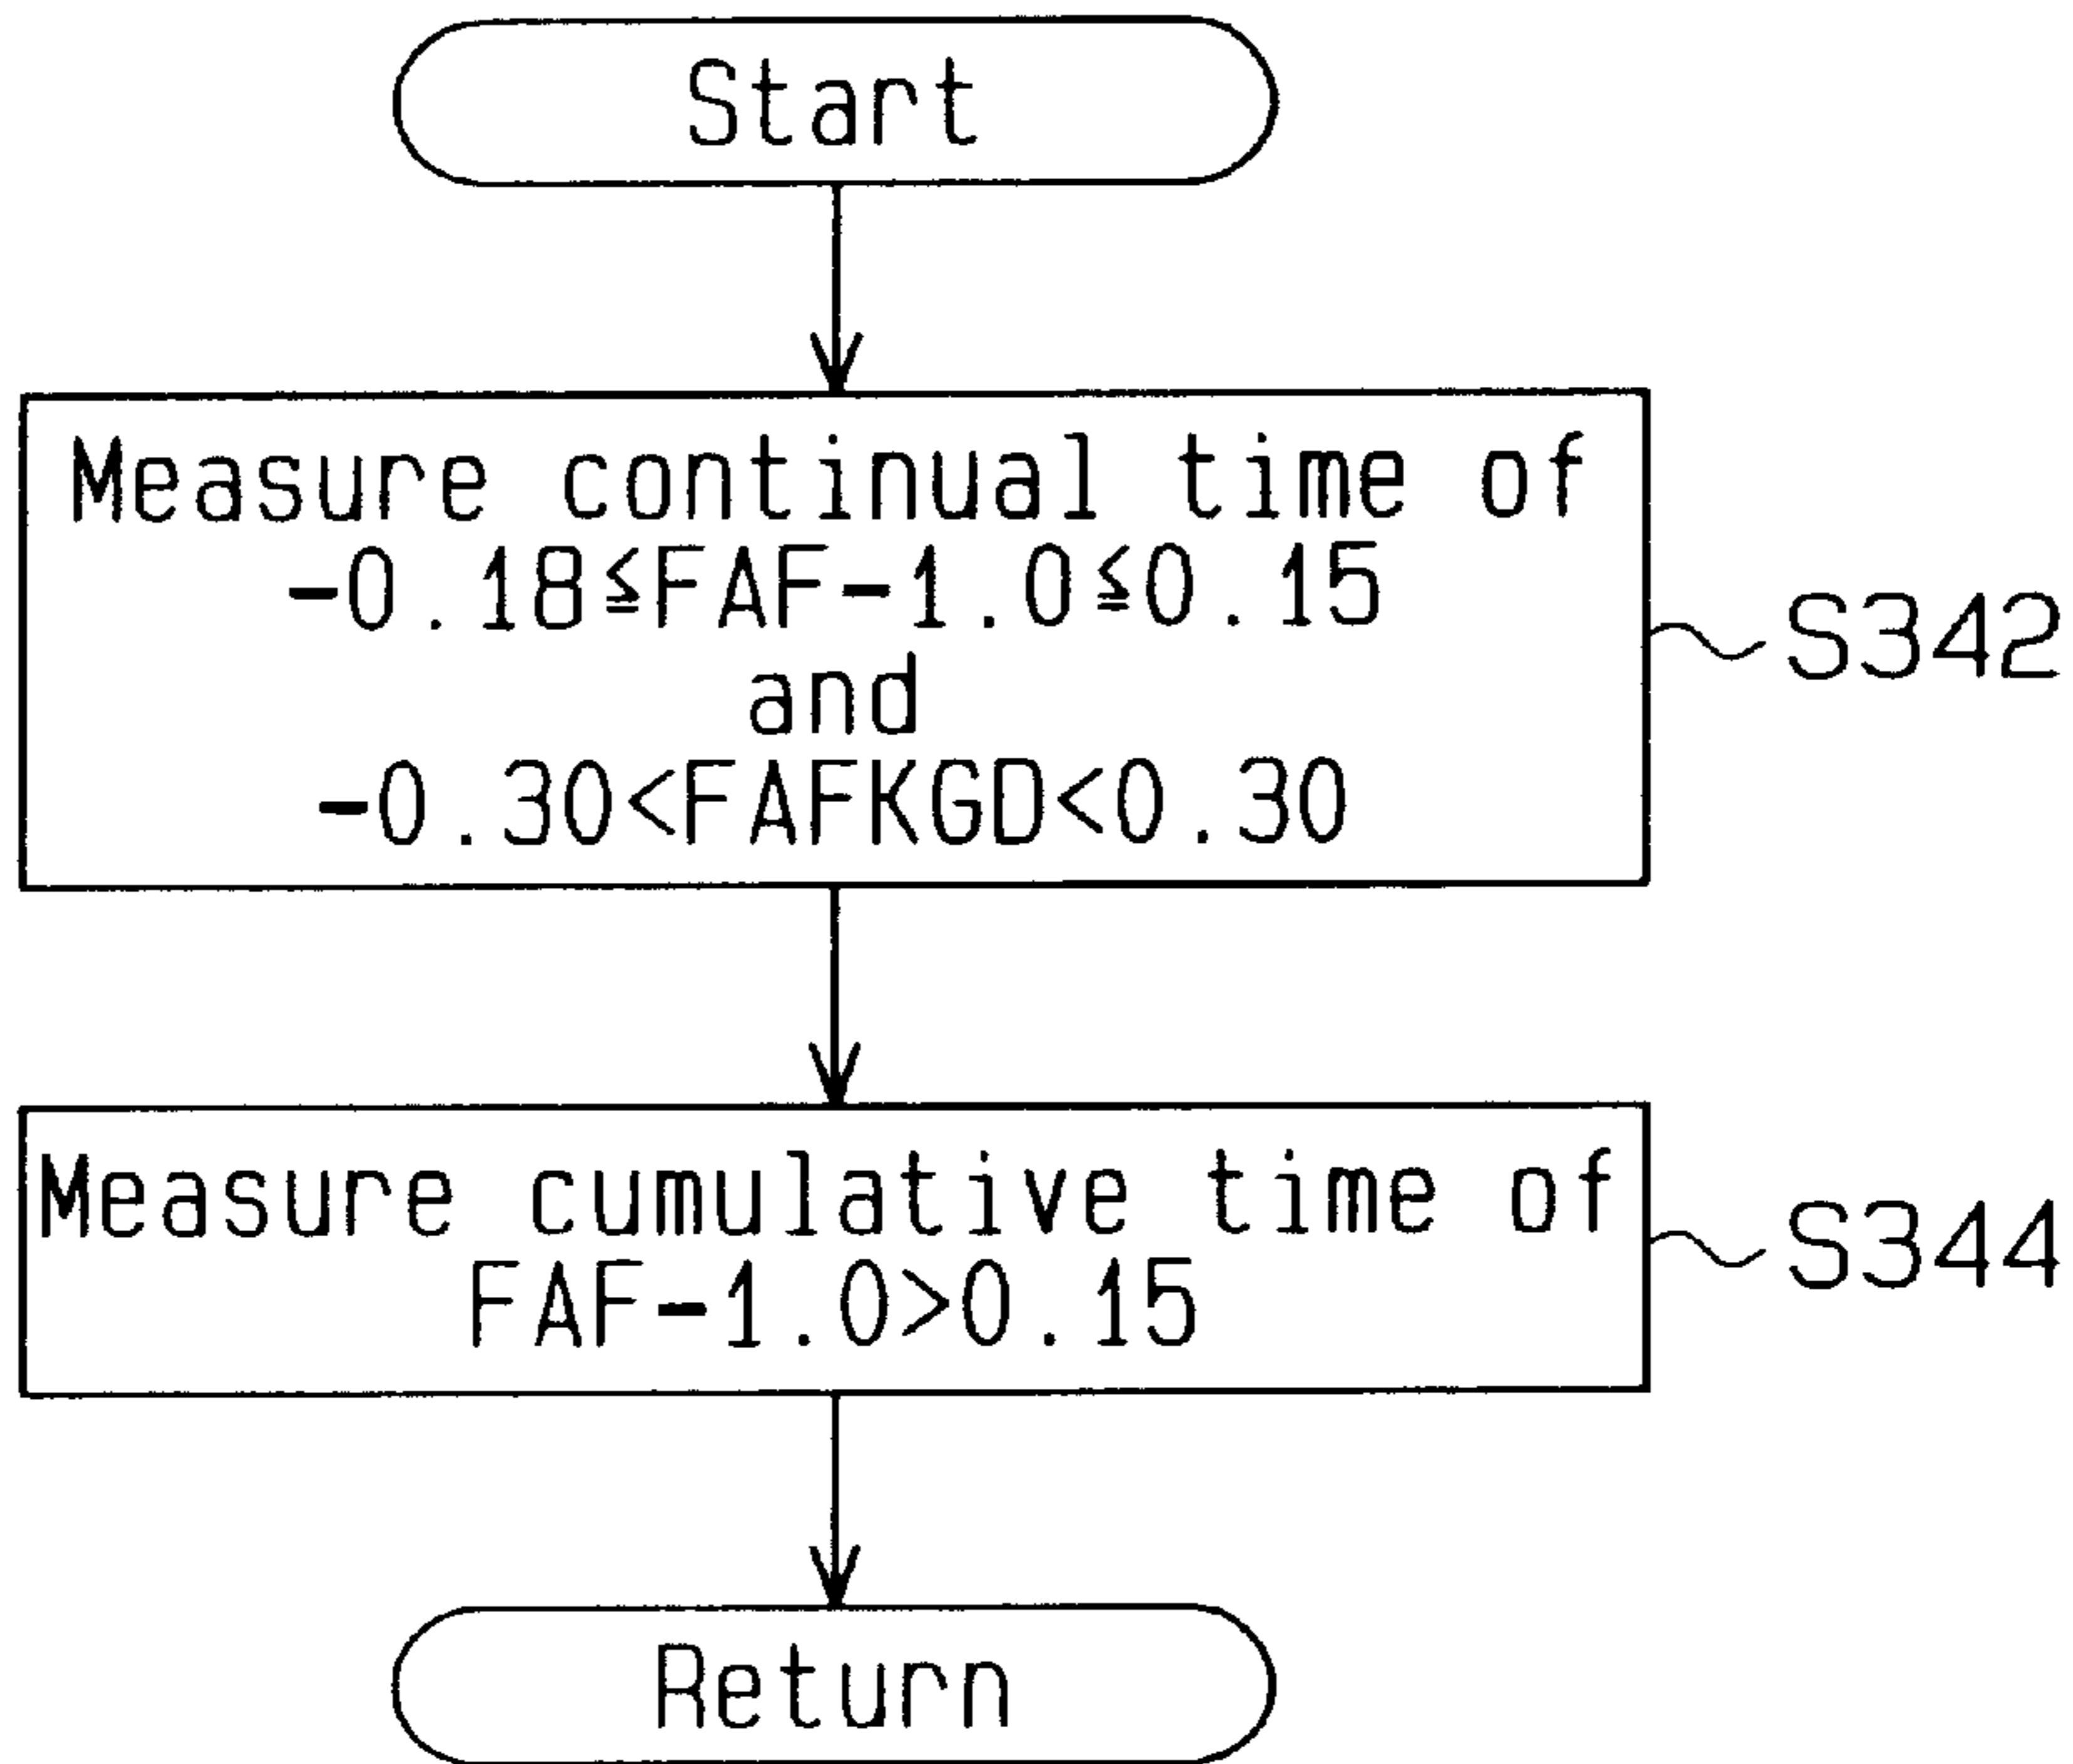 Start
Measure continual time of
-0.18≦FAF-1.0≦0.15
and
-0.30<FAFKGD<0.30
S342
Measure cumulative time of
FAF-1.0>0.15
S344
Return